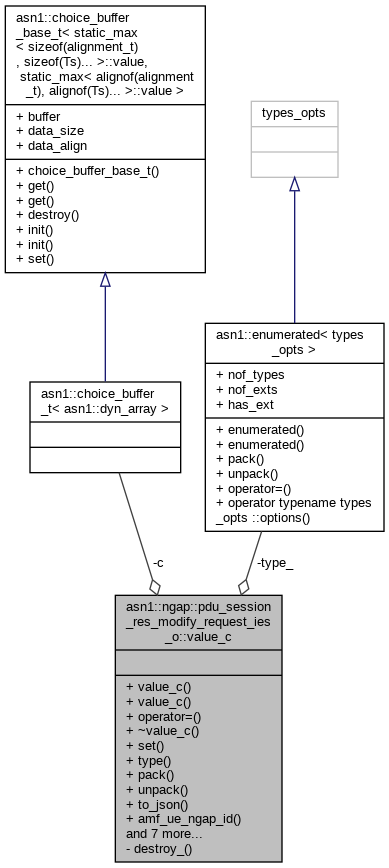 asn1::choice_buffer
_base_t< static_max
< sizeof(alignment_t)
, sizeof(Ts)... >::value,
static_max< alignof(alignment
_t), alignof(Ts)... >::value >
+ buffer
+ data_size
+ data_align
+ choice_buffer_base_t()
+ get()
+ get()
+ destroy()
+ init()
+ init()
+ set()
types_opts
asn1::enumerated< types
_opts >
+ nof_types
+ nof_exts
+ has_ext
+ enumerated()
+ enumerated()
+ pack()
+ unpack()
+ operator=()
+ operator typename types
_opts ::options()
asn1::choice_buffer
_t< asn1::dyn_array >
-c
-type_
asn1::ngap::pdu_session
_res_modify_request_ies
_o::value_c
+ value_c()
+ value_c()
+ operator=()
+ ~value_c()
+ set()
+ type()
+ pack()
+ unpack()
+ to_json()
+ amf_ue_ngap_id()
and 7 more...
- destroy_()